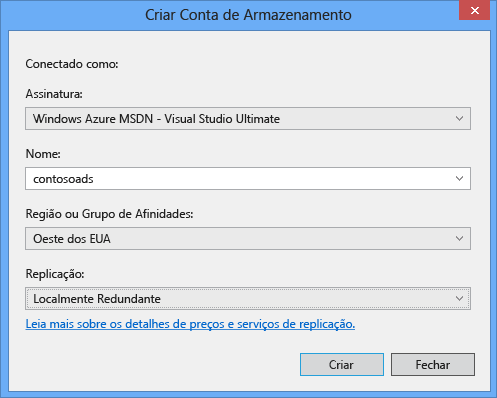 Criar Conta de Armazenamento
Conectado como:
Assinatura:
Windows Azure MSDN - Visual Studio Ultimate
Nome:
contosoads
Região ou Grupo de Afinidades:
Oeste dos EUA
Replicação:
Localmente Redundante
Leia mais sobre os detalhes de preços e serviços de replicação.
Criar
Fechar